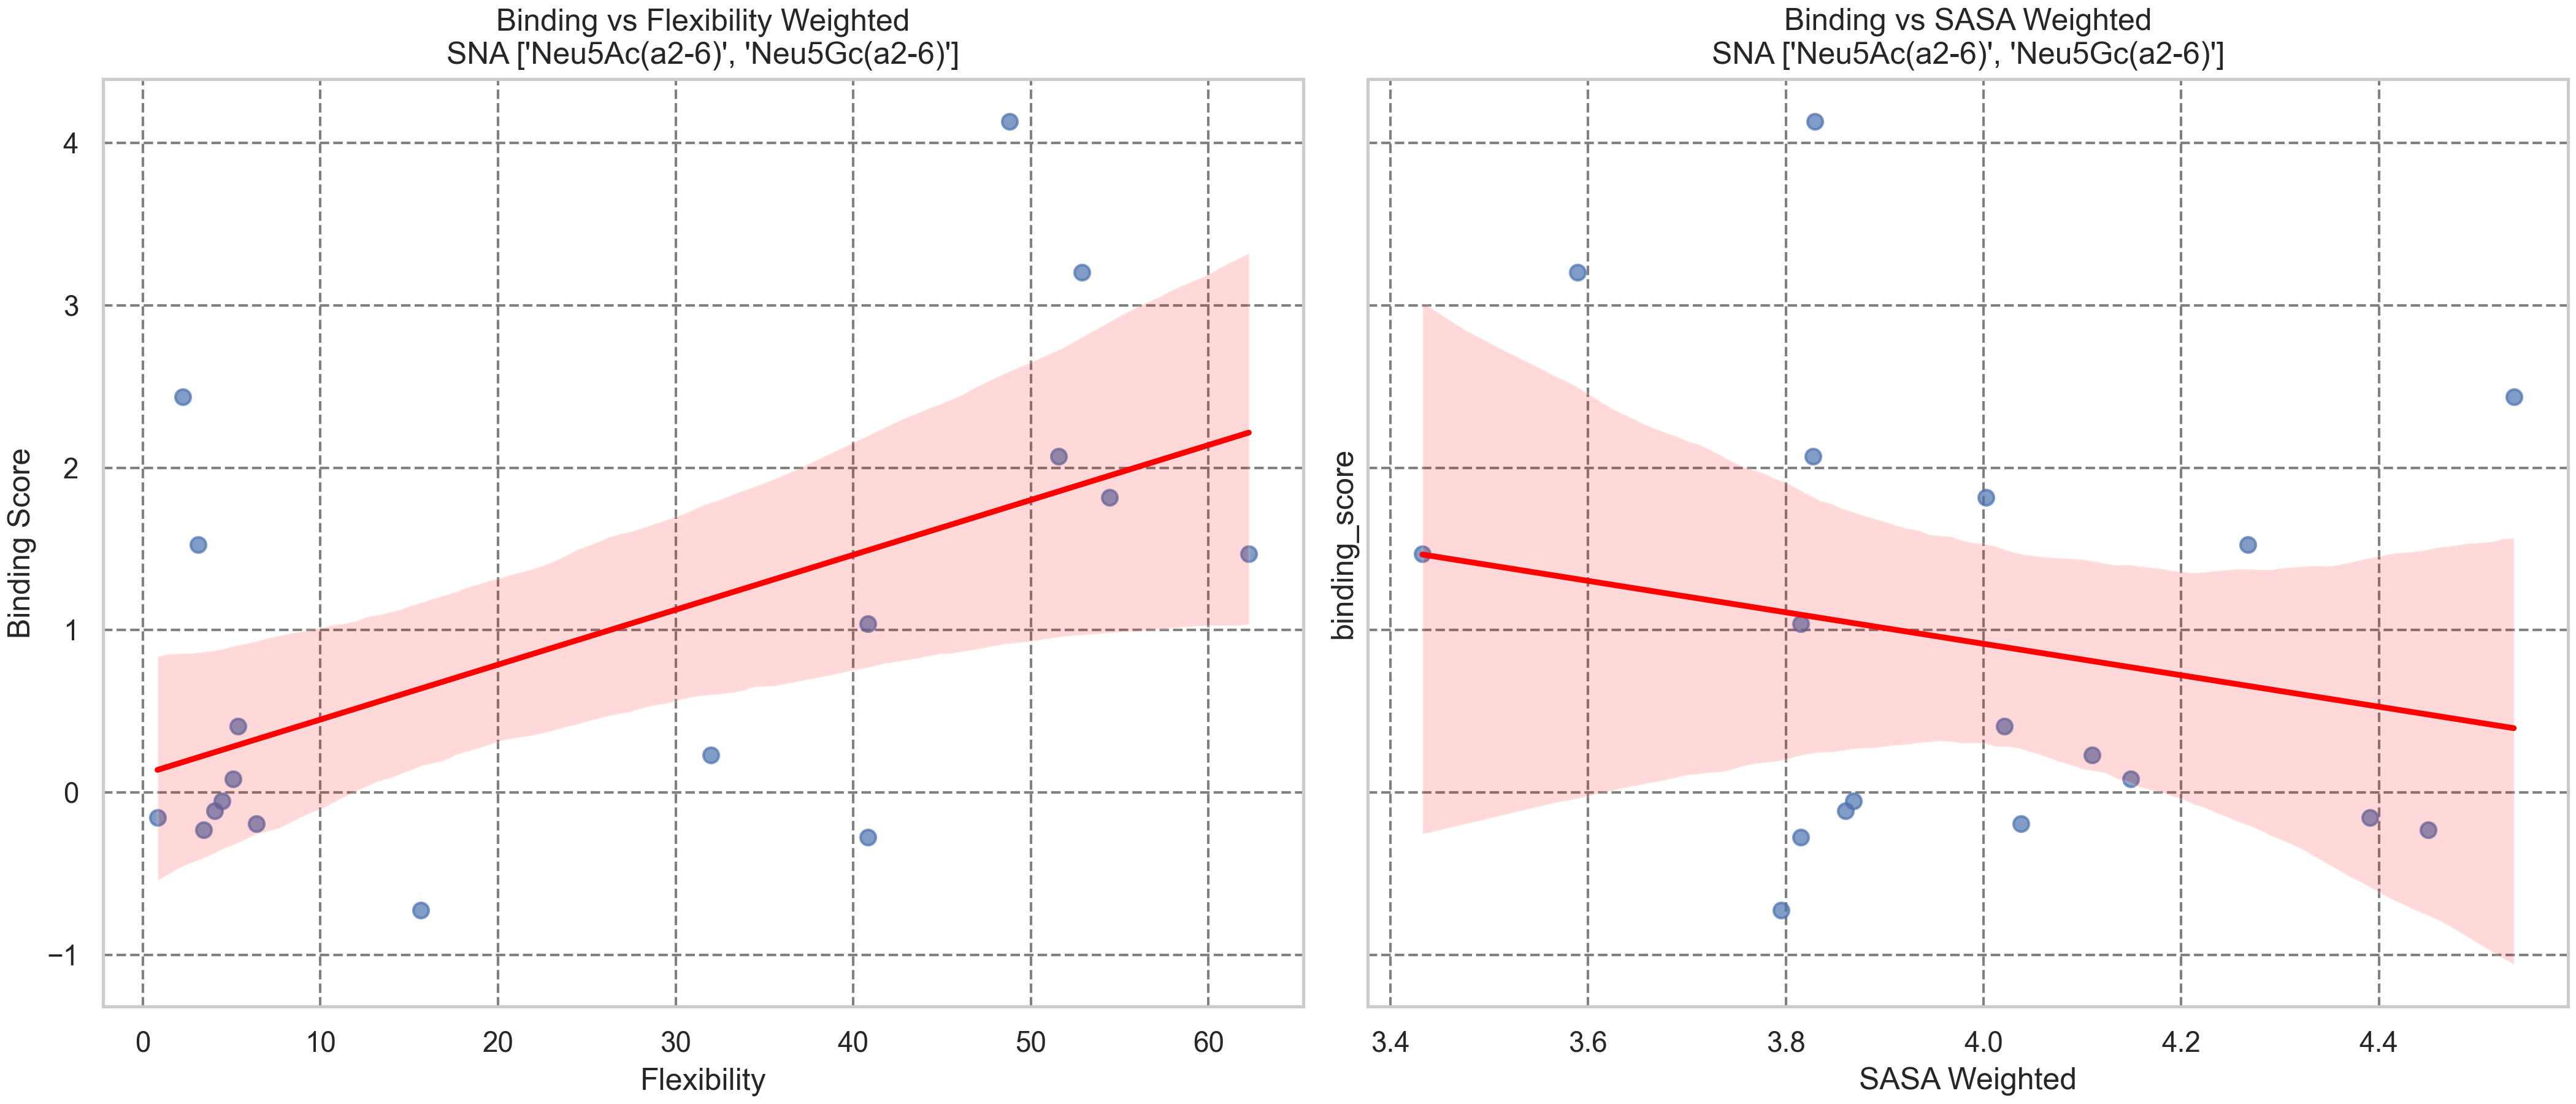 Binding vs Flexibility Weighted
SNA ['Neu5Ac(a2-6)', 'Neu5Gc(a2-6)']
Binding Score
4
3
2
1
0
−1
0 10 20 30 40 50 60
Flexibility
Binding vs SASA Weighted
SNA ['Neu5Ac(a2-6)', 'Neu5Gc(a2-6)']
binding_score
3.4 3.6 3.8 4.0 4.2 4.4
SASA Weighted